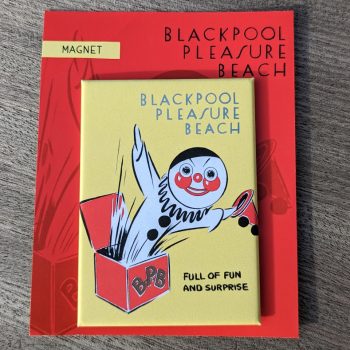 MAGNET
BLACKPOOL
PLEASURE
BEACH
BLACKPOOL
PLEASURE
BEACH
BPB
FULL OF FUN
AND SURPRISE